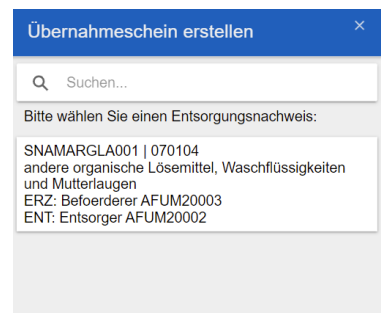 Übernahmeschein erstellen ×
Suchen...
Bitte wählen Sie einen Entsorgungsnachweis:
SNAMARGLA001 | 070104
andere organische Lösemittel, Waschflüssigkeiten
und Mutterlaugen
ERZ: Befoerderer AFUM20003
ENT: Entsorger AFUM20002